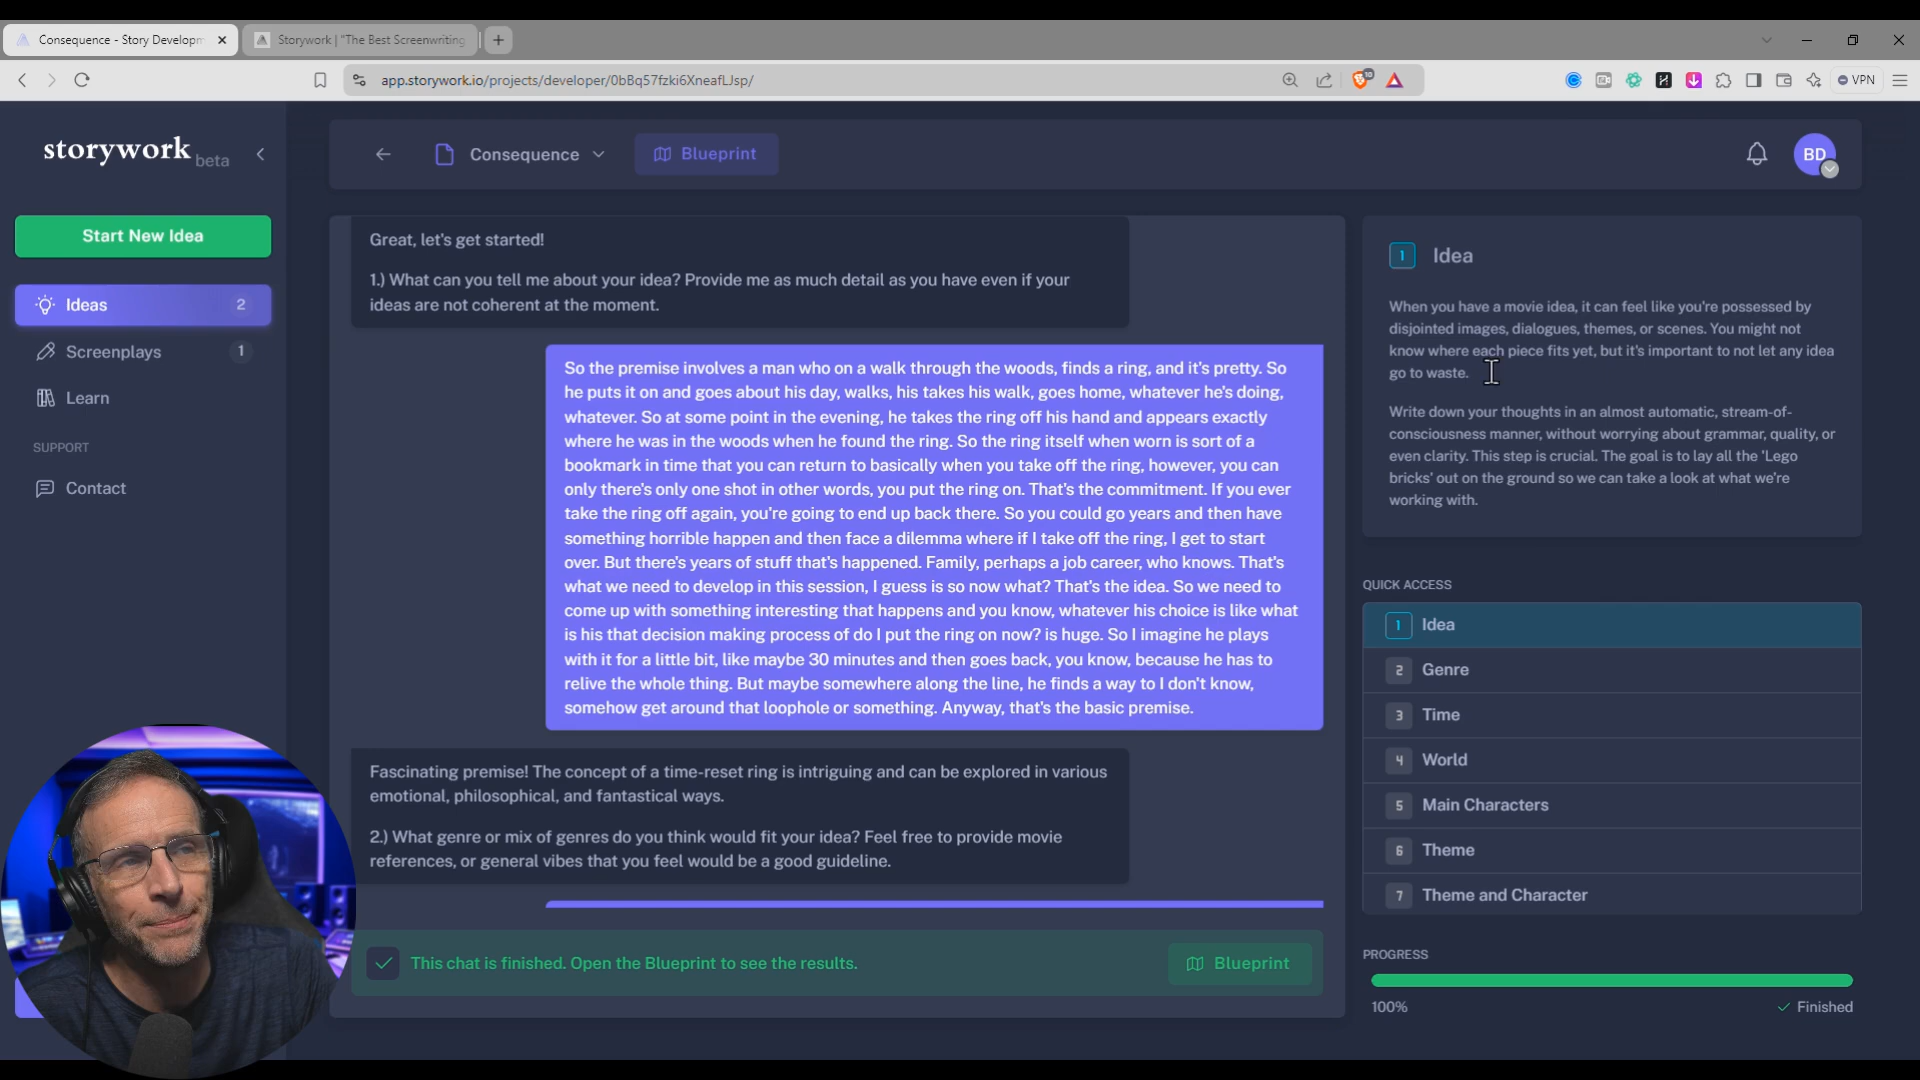 Consequence - Story Developm
Storywork | "The Best Screenwriting
app.storywork.io/projects/developer/0bBq57fzki6XneafLJsp/
10
VPN
storywork beta
Consequence
Blueprint
BD
Start New Idea
Ideas 2
Screenplays 1
Learn
SUPPORT
Contact
Great, let's get started!
1.) What can you tell me about your idea? Provide me as much detail as you have even if your
ideas are not coherent at the moment.
So the premise involves a man who on a walk through the woods, finds a ring, and it's pretty. So
he puts it on and goes about his day, walks, his takes his walk, goes home, whatever he's doing,
whatever. So at some point in the evening, he takes the ring off his hand and appears exactly
where he was in the woods when he found the ring. So the ring itself when worn is sort of a
bookmark in time that you can return to basically when you take off the ring, however, you can
only there's only one shot in other words, you put the ring on. That's the commitment. If you ever
take the ring off again, you're going to end up back there. So you could go years and then have
something horrible happen and then face a dilemma where if I take off the ring, I get to start
over. But there's years of stuff that's happened. Family, perhaps a job career, who knows. That's
what we need to develop in this session, I guess is so now what? That's the idea. So we need to
come up with something interesting that happens and you know, whatever his choice is like what
is his that decision making process of do I put the ring on now? is huge. So I imagine he plays
with it for a little bit, like maybe 30 minutes and then goes back, you know, because he has to
relive the whole thing. But maybe somewhere along the line, he finds a way to I don't know,
somehow get around that loophole or something. Anyway, that's the basic premise.
Fascinating premise! The concept of a time-reset ring is intriguing and can be explored in various
emotional, philosophical, and fantastical ways.
2.) What genre or mix of genres do you think would fit your idea? Feel free to provide movie
references, or general vibes that you feel would be a good guideline.
This chat is finished. Open the Blueprint to see the results.
Blueprint
1 Idea
When you have a movie idea, it can feel like you're possessed by
disjointed images, dialogues, themes, or scenes. You might not
know where each piece fits yet, but it's important to not let any idea
go to waste.
Write down your thoughts in an almost automatic, stream-of-
consciousness manner, without worrying about grammar, quality, or
even clarity. This step is crucial. The goal is to lay all the 'Lego
bricks' out on the ground so we can take a look at what we're
working with.
QUICK ACCESS
1 Idea
2 Genre
3 Time
4 World
5 Main Characters
6 Theme
7 Theme and Character
PROGRESS
100%
Finished